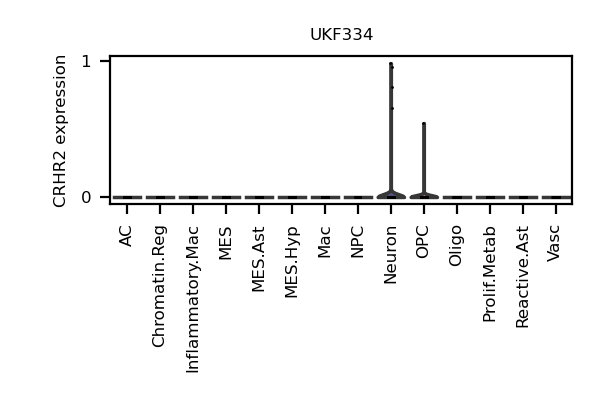 UKF334
CRHR2 expression
1
0
AC
Chromatin.Reg
Inflammatory.Mac
MES
MES.Ast
MES.Hyp
Mac
NPC
Neuron
OPC
Oligo
Prolif.Metab
Reactive.Ast
Vasc